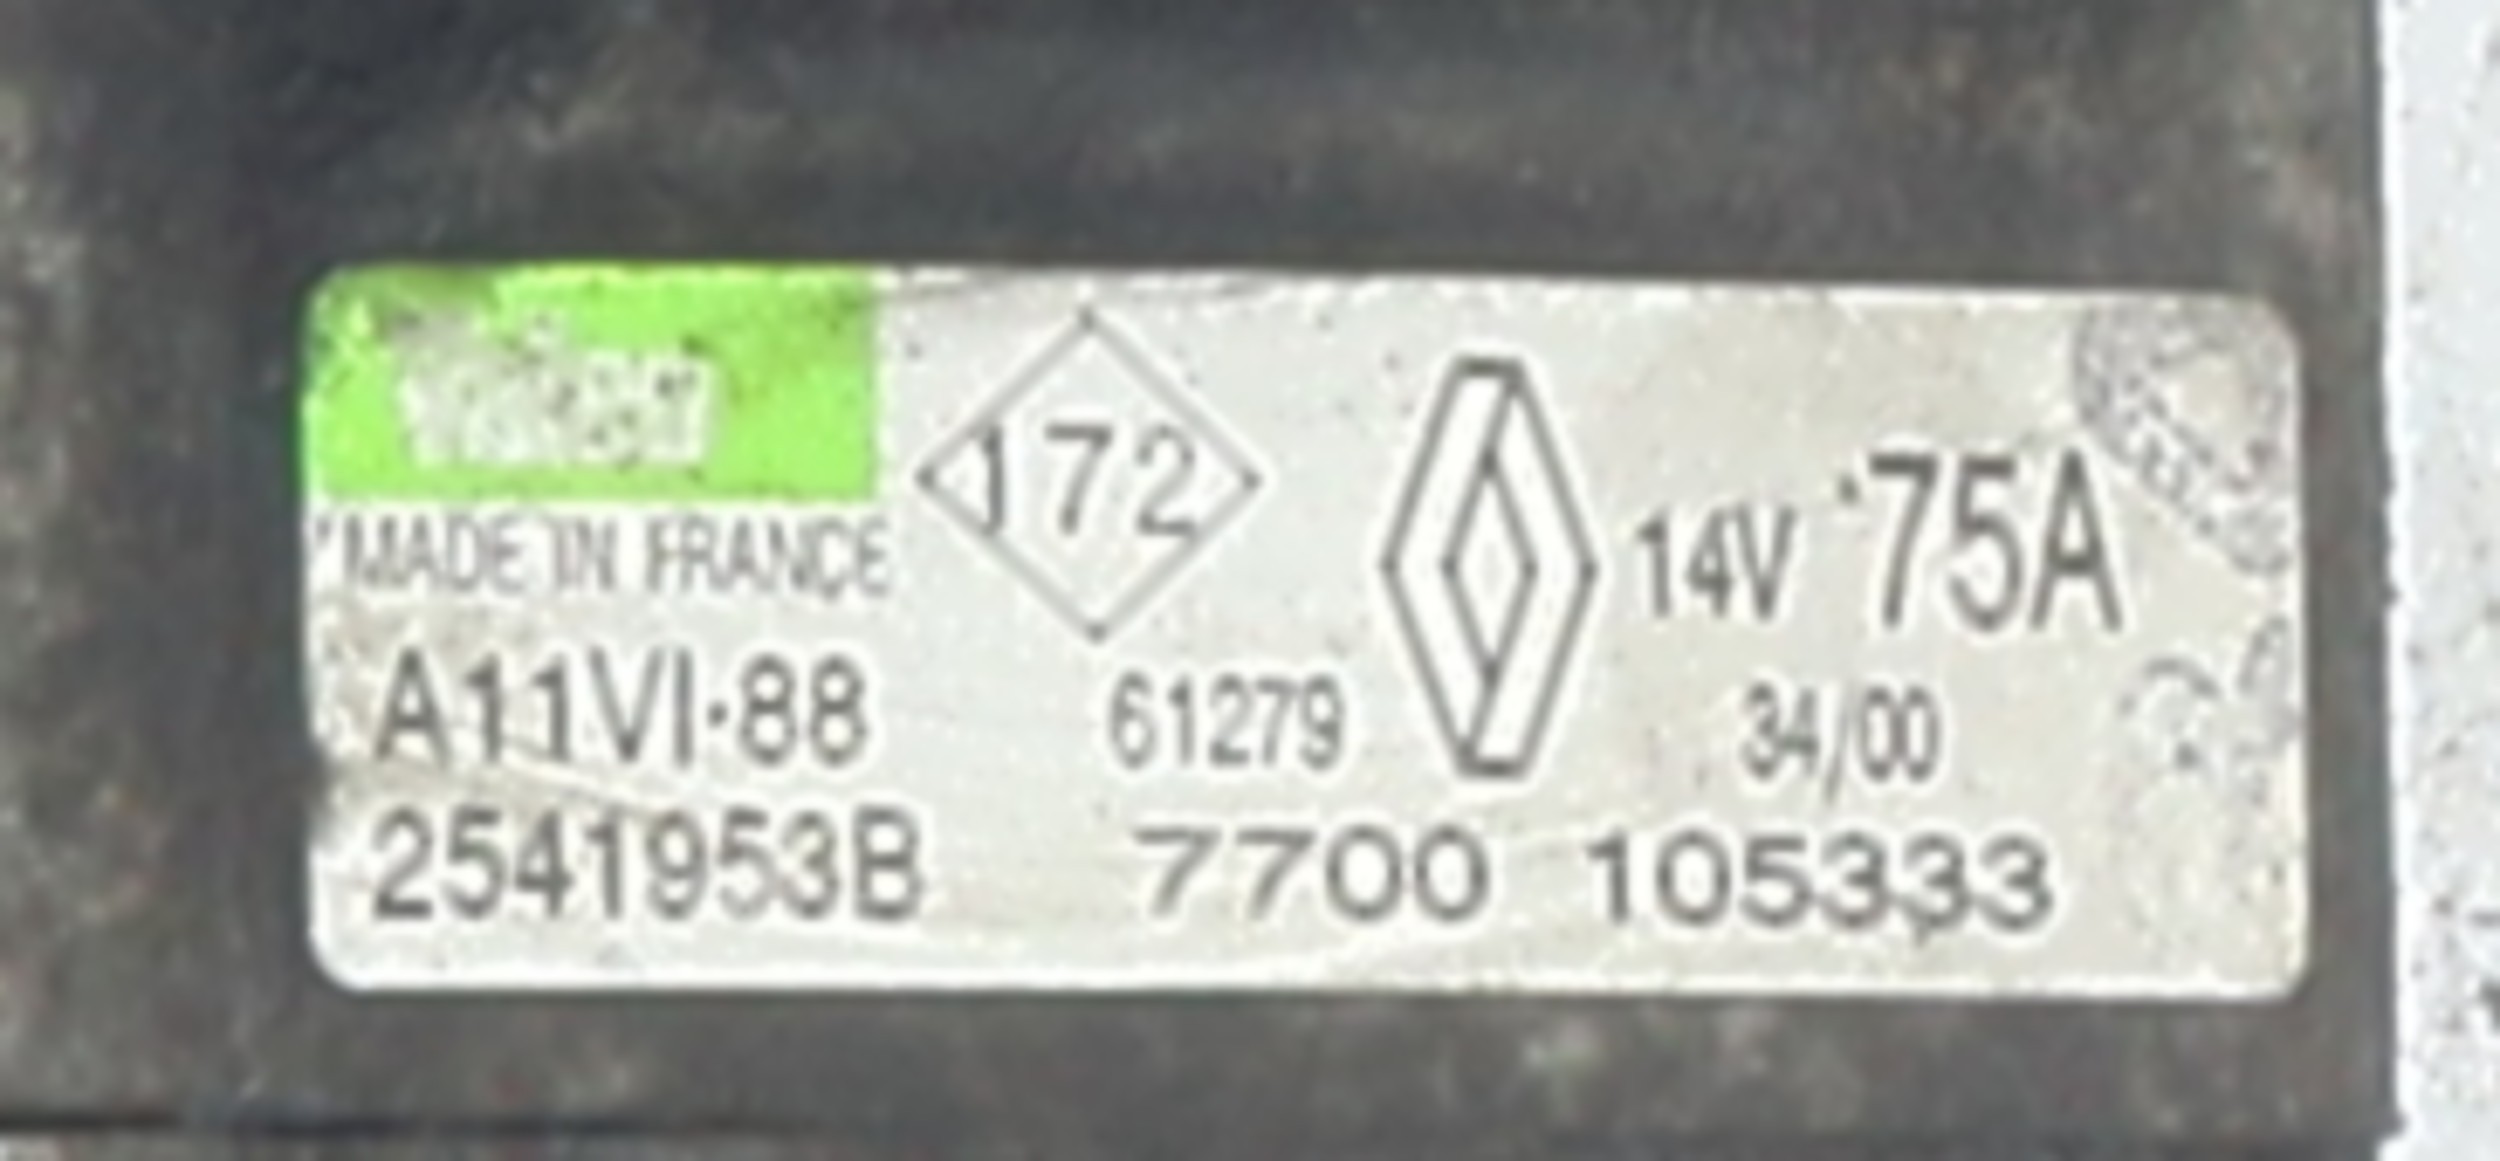 MADE IN FRANCE
172
14V 75A
A11VI·88
61279
34/00
2541953B
7700 105333